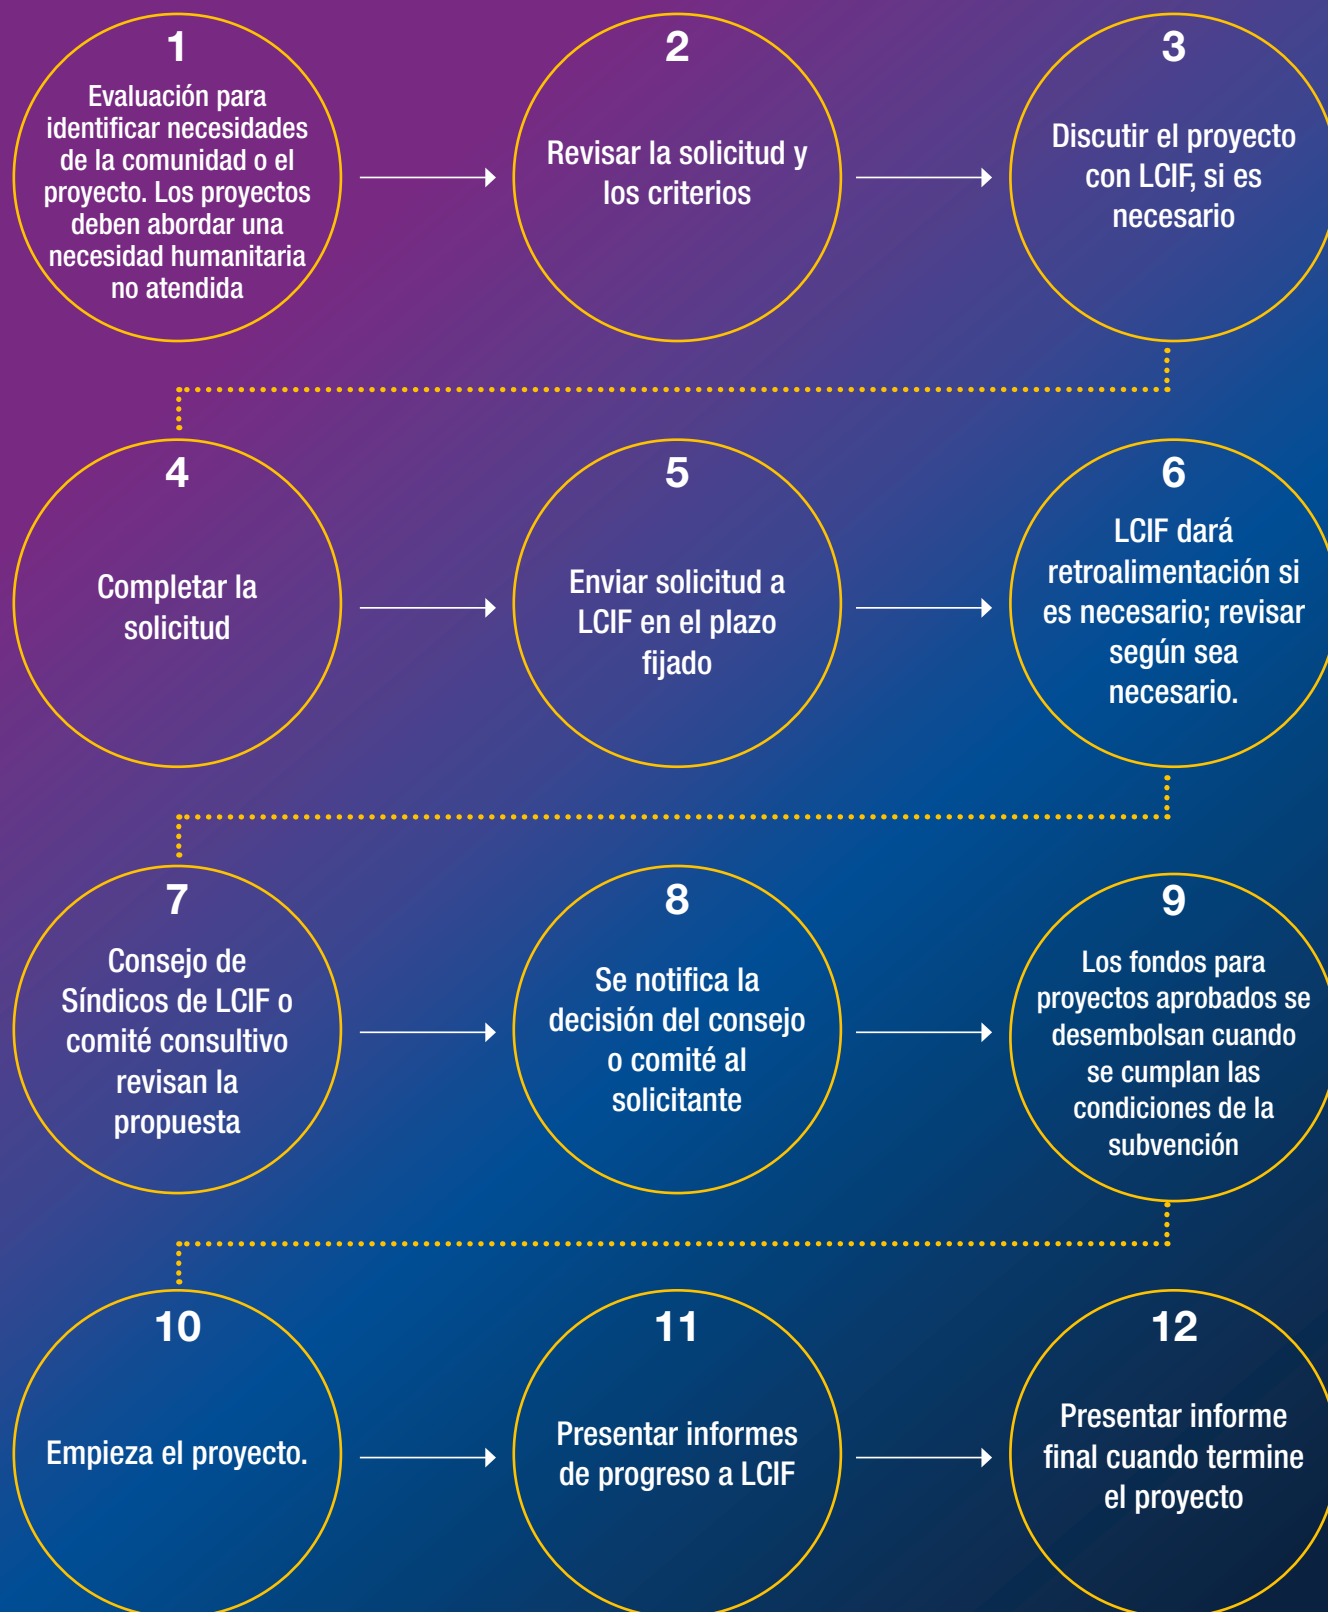 1
Evaluación para
identificar necesidades
de la comunidad o el
proyecto. Los proyectos
deben abordar una
necesidad humanitaria
no atendida
2
Revisar la solicitud y
los criterios
3
Discutir el proyecto
con LCIF, si es
necesario
4
Completar la
solicitud
5
Enviar solicitud a
LCIF en el plazo
fijado
6
LCIF dará
retroalimentación si
es necesario; revisar
según sea
necesario.
7
Consejo de
Síndicos de LCIF o
comité consultivo
revisan la
propuesta
8
Se notifica la
decisión del consejo
o comité al
solicitante
9
Los fondos para
proyectos aprobados se
desembolsan cuando
se cumplan las
condiciones de la
subvención
10
Empieza el proyecto.
11
Presentar informes
de progreso a LCIF
12
Presentar informe
final cuando termine
el proyecto